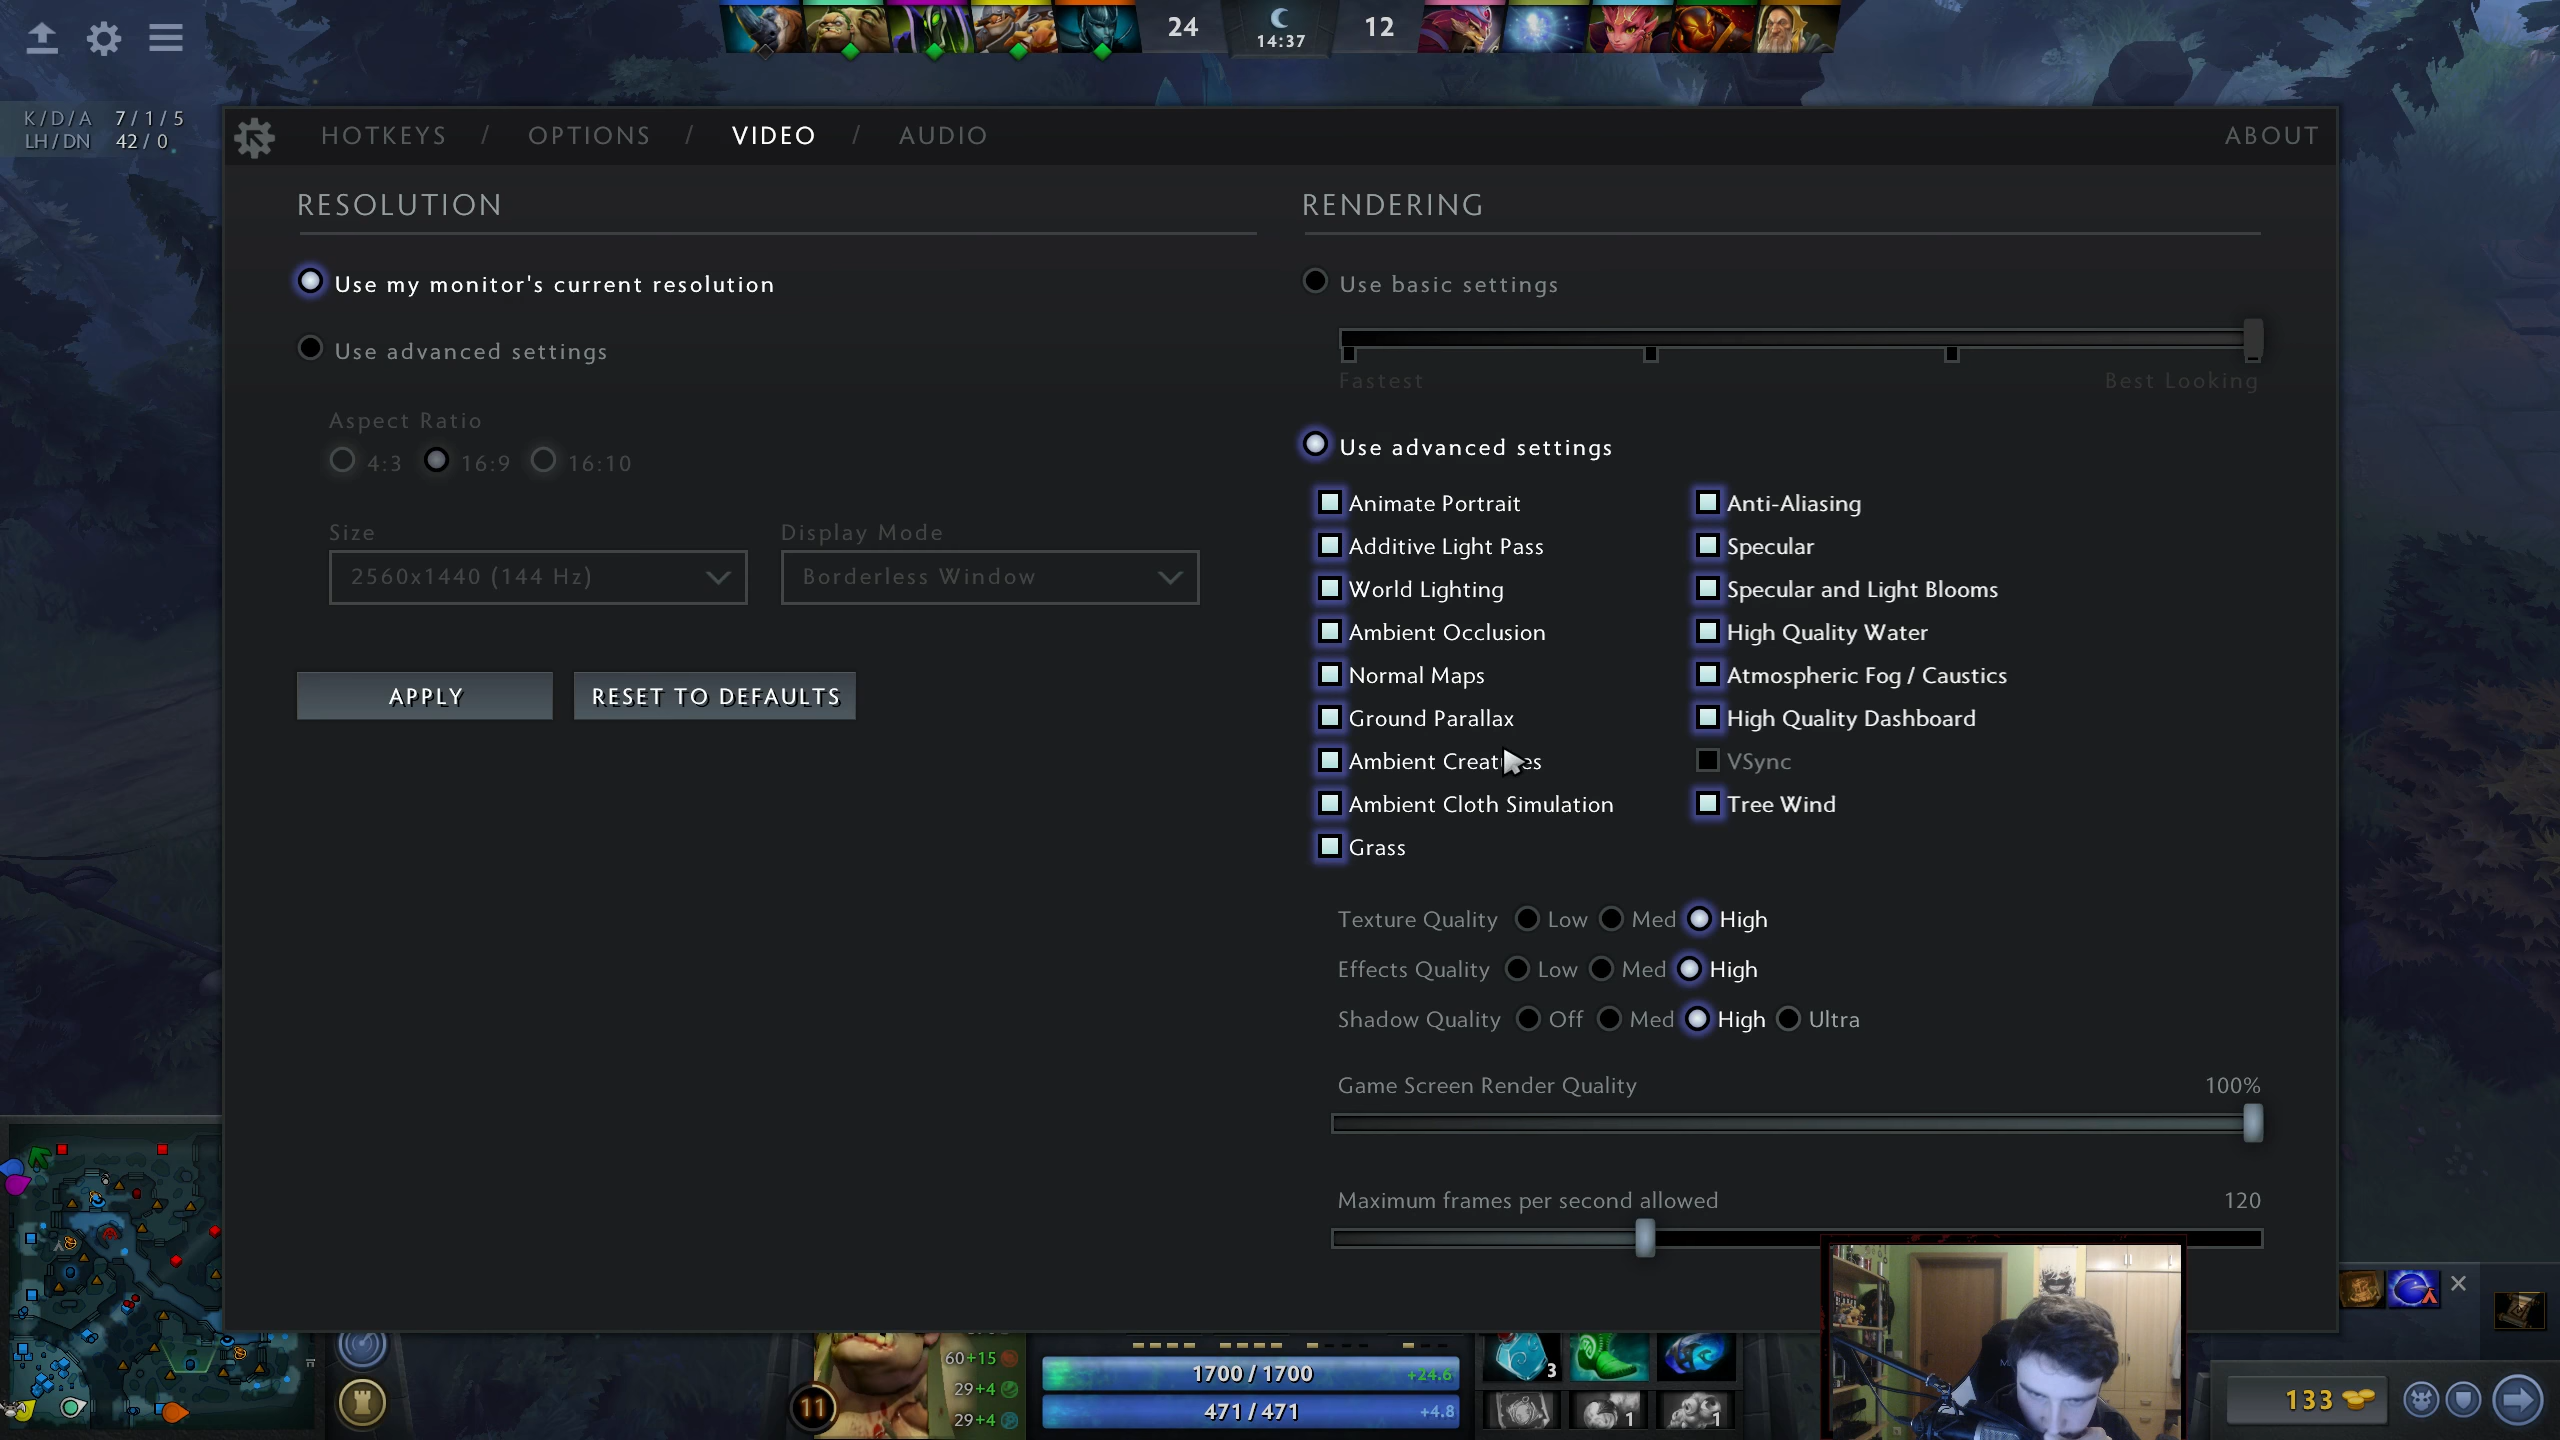 24
14:37
12
K / D / A 7 / 1 / 5
LH / DN 42 / 0
HOTKEYS / OPTIONS / VIDEO / AUDIO
ABOUT
RESOLUTION
Use my monitor's current resolution
Use advanced settings
Aspect Ratio
4:3 16:9 16:10
Size
Display Mode
2560x1440 (144 Hz)
Borderless Window
APPLY
RESET TO DEFAULTS
RENDERING
Use basic settings
Fastest
Best Looking
Use advanced settings
Animate Portrait
Additive Light Pass
World Lighting
Ambient Occlusion
Normal Maps
Ground Parallax
Ambient Creatures
Ambient Cloth Simulation
Grass
Anti-Aliasing
Specular
Specular and Light Blooms
High Quality Water
Atmospheric Fog / Caustics
High Quality Dashboard
VSync
Tree Wind
Texture Quality Low Med High
Effects Quality Low Med High
Shadow Quality Off Med High Ultra
Game Screen Render Quality 100%
Maximum frames per second allowed 120
60+15
29+4
29+4
11
1700 / 1700 +24.6
471 / 471 +4.8
3
1
1
133